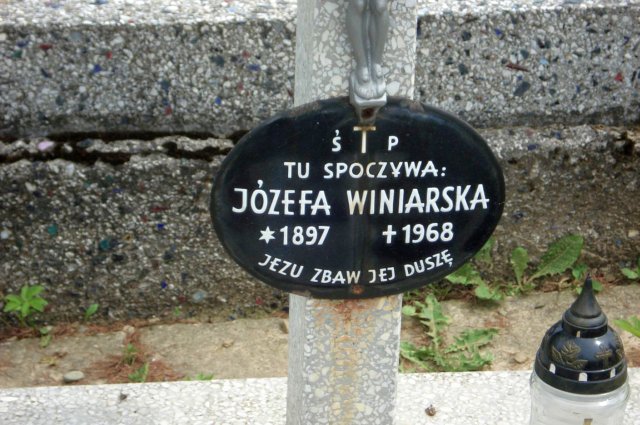 Ś † P
TU SPOCZYWA:
JÓZEFA WINIARSKA
* 1897 † 1968
JEZU ZBAW JEJ DUSZĘ